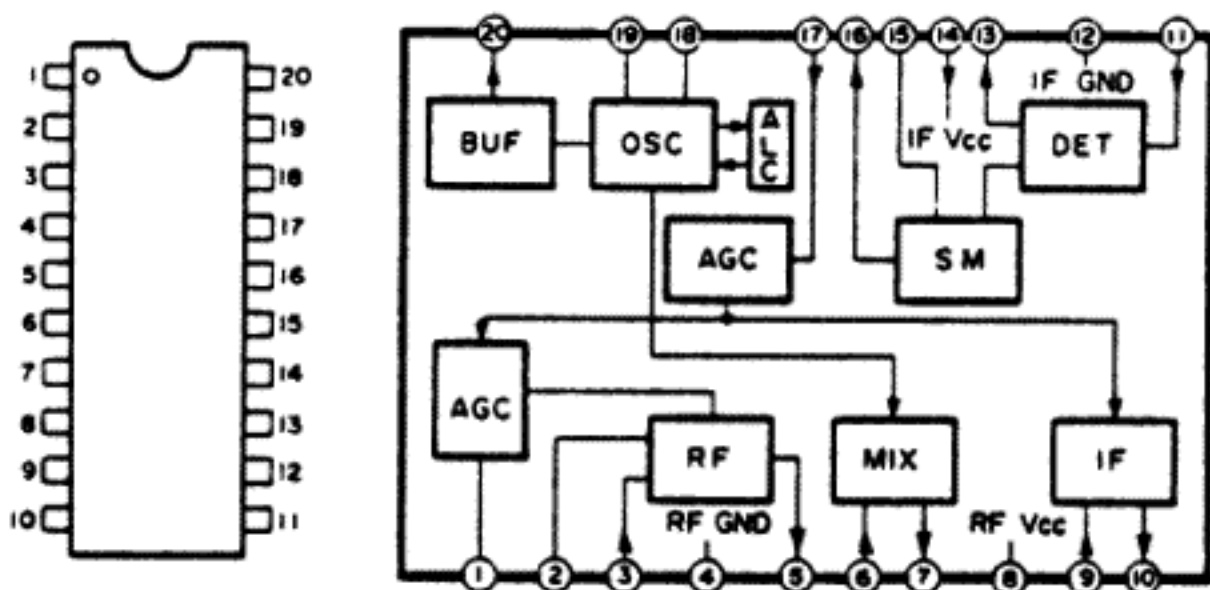 1 20
2 19
3 18
4 17
5 16
6 15
7 14
8 13
9 12
10 11
20 19 18 17 16 15 14 13 12 11
IF GND
BUF OSC ALC IF Vcc DET
AGC SM
AGC
RF MIX IF
RF GND RF Vcc
1 2 3 4 5 6 7 8 9 10